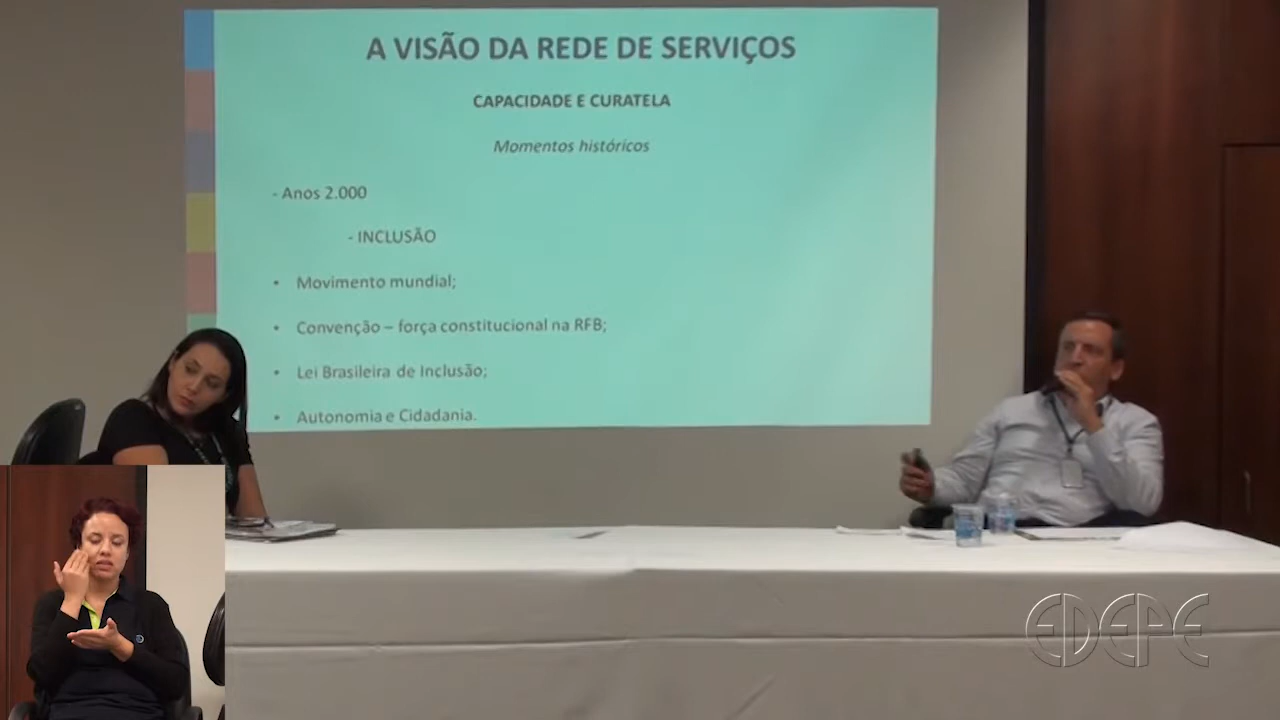 A VISÃO DA REDE DE SERVIÇOS
CAPACIDADE E CURATELA
Momentos históricos
- Anos 2.000
- INCLUSÃO
• Movimento mundial;
• Convenção – força constitucional na RFB;
• Lei Brasileira de Inclusão;
• Autonomia e Cidadania.
EDEPE